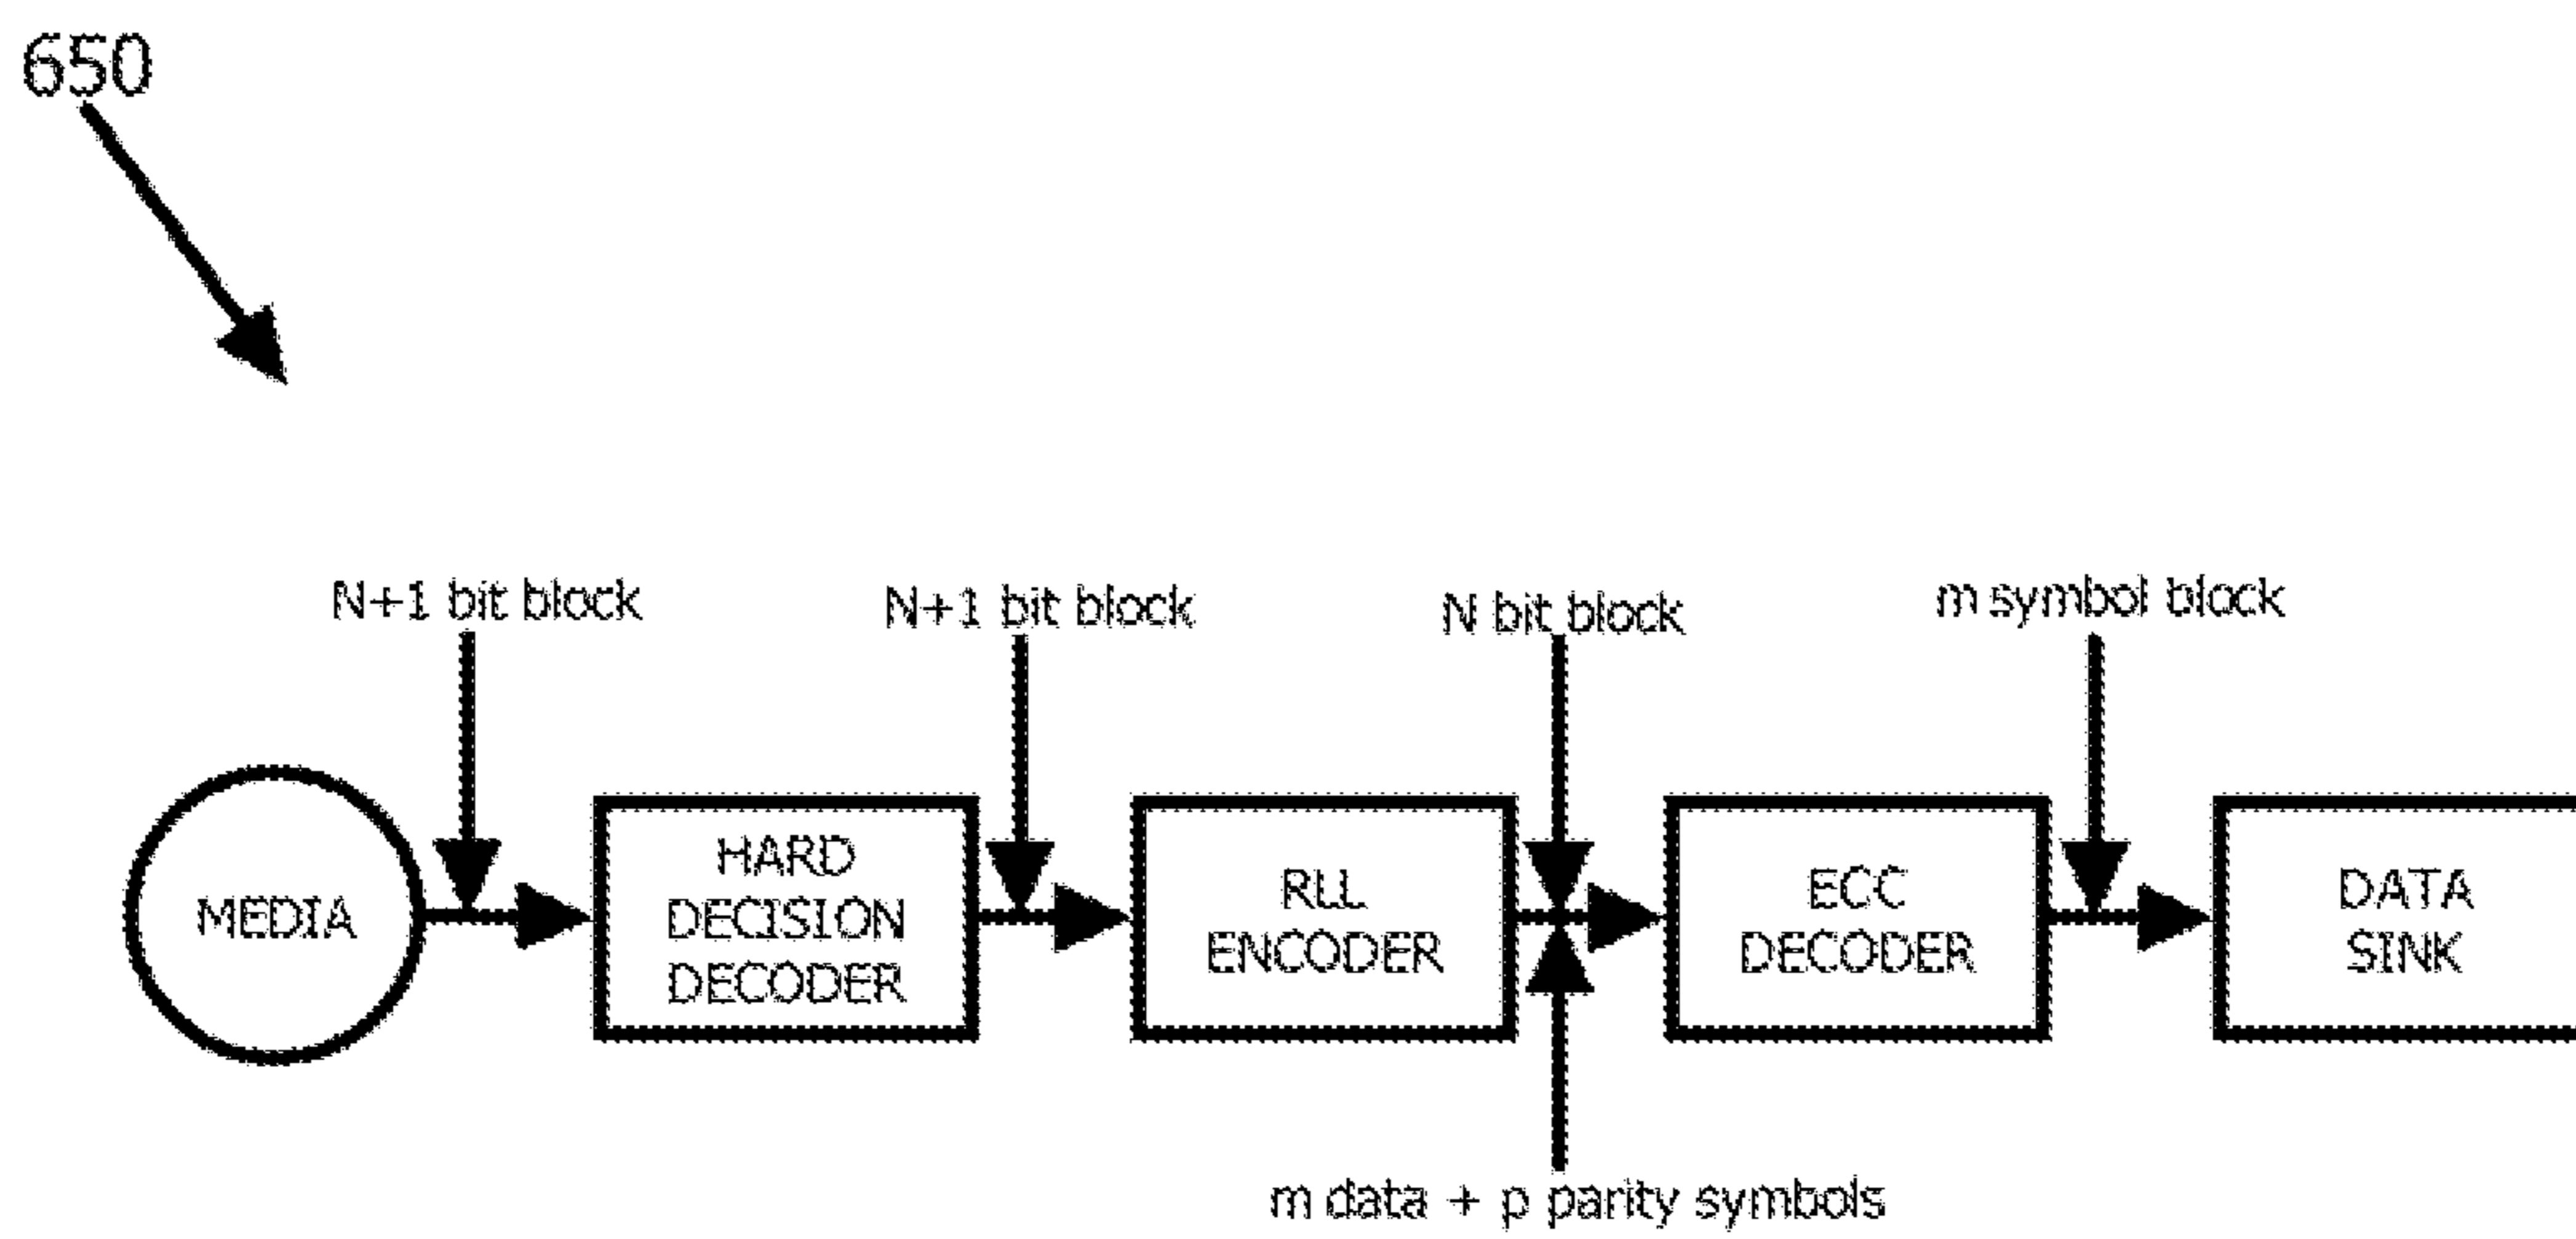 650
N+1 bit block
N+1 bit block
N bit block
m symbol block
MEDIA
HARD
DECISION
DECODER
RLL
ENCODER
ECC
DECODER
DATA
SINK
m data + p parity symbols